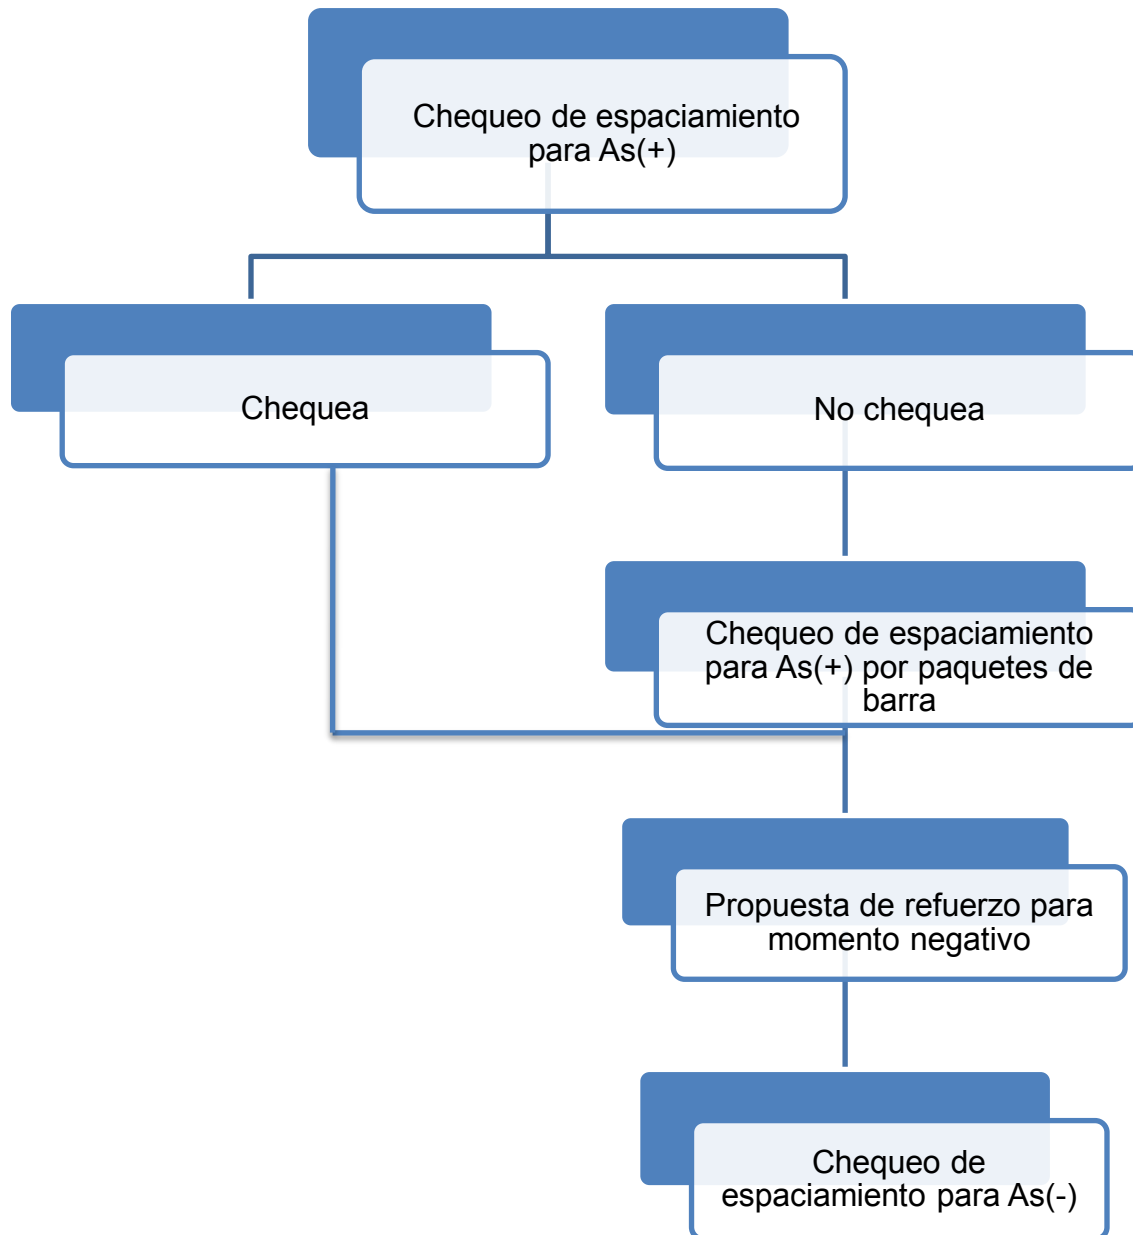 Chequeo de espaciamiento
para As(+)
Chequea
No chequea
Chequeo de espaciamiento
para As(+) por paquetes de
barra
Propuesta de refuerzo para
momento negativo
Chequeo de
espaciamiento para As(-)